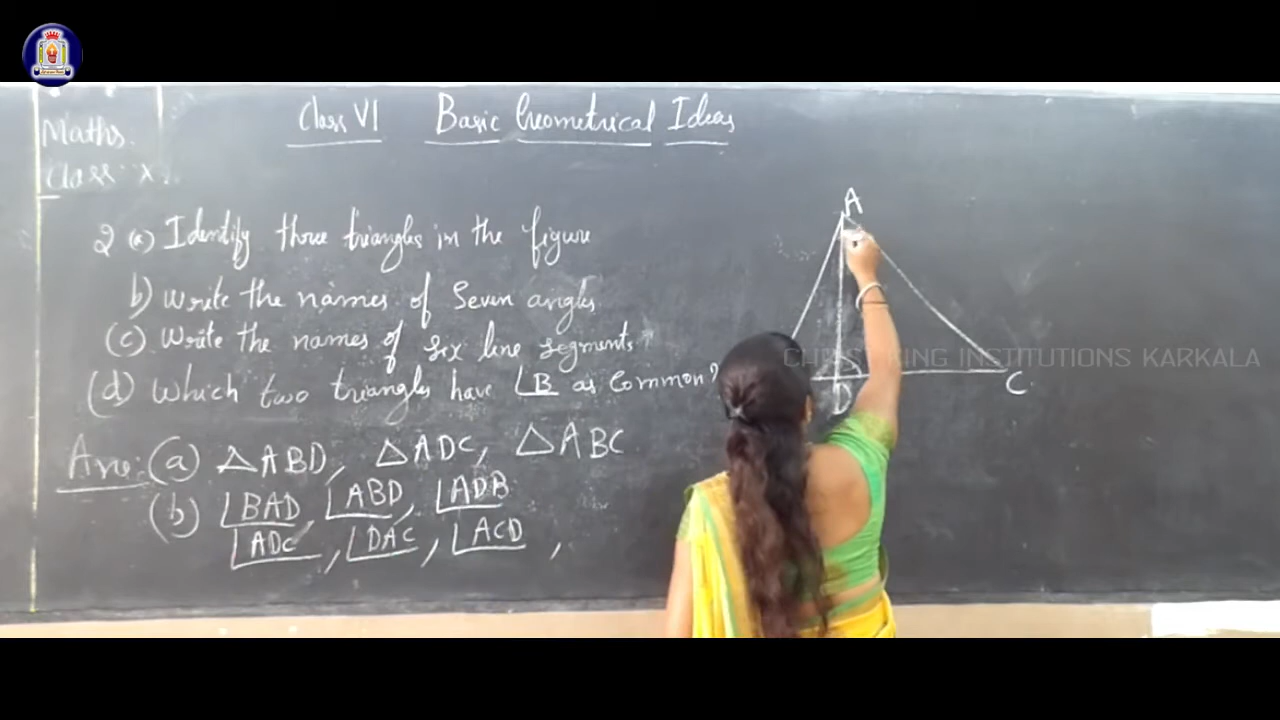 Class VI Basic Geometrical Ideas
Maths.
Class: X.
2 (a) Identify three triangles in the figure
b) Write the names of Seven angles.
(c) Write the names of six line segments?
(d) Which two triangles have ∠B as Common?
Ans: (a) △ABD, △ADC, △ABC
(b) ∠BAD, ∠ABD, ∠ADB
∠ADC, ∠DAC, ∠ACD,
A
D
C
CHRIST KING INSTITUTIONS KARKALA